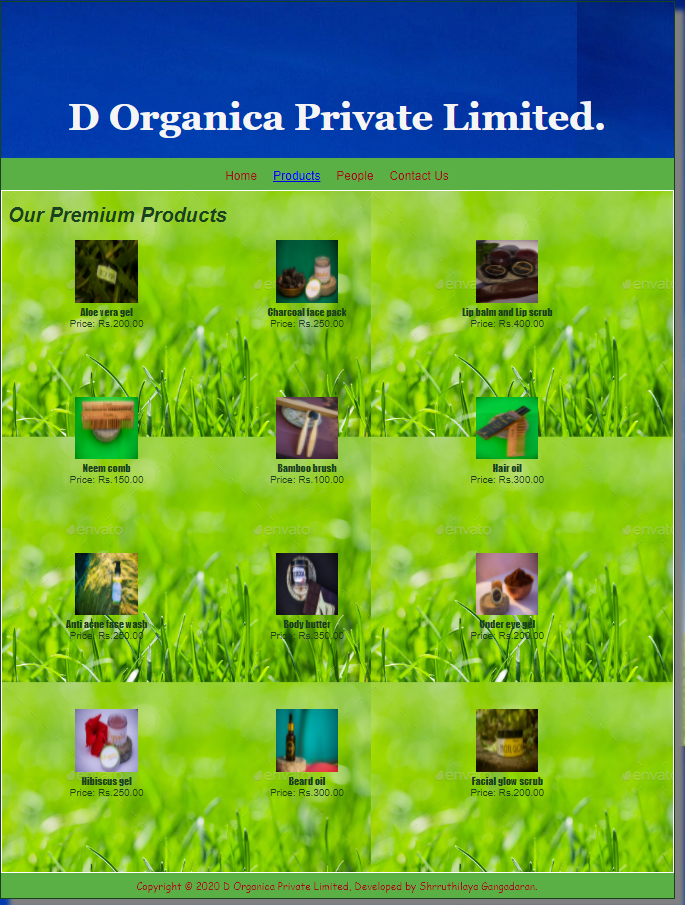 D Organica Private Limited.
Home Products People Contact Us
Our Premium Products
Aloe vera gel
Price: Rs.200.00
Charcoal face pack
Price: Rs.250.00
Lip balm and Lip scrub
Price: Rs.400.00
Neem comb
Price: Rs.150.00
Bamboo brush
Price: Rs.100.00
Hair oil
Price: Rs.300.00
envato
envato
envato
envato
Anti acne face wash
Price: Rs.250.00
Body butter
Price: Rs.350.00
Under eye gel
Price: Rs.200.00
Hibiscus gel
Price: Rs.250.00
Beard oil
Price: Rs.300.00
Facial glow scrub
Price: Rs.200.00
Copyright © 2020 D Organica Private Limited, Developed by Shrruthilaya Gangadaran.